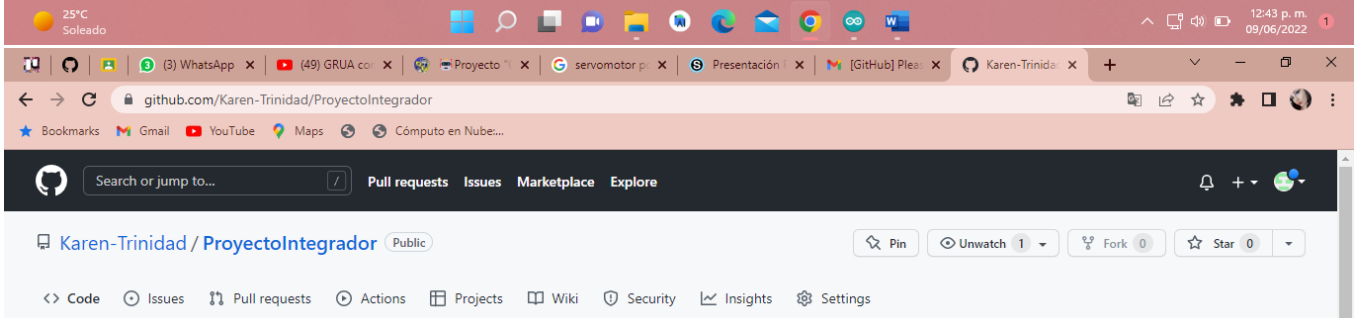 25°C
Soleado
12:43 p. m.
09/06/2022
1
3 (3) WhatsApp
(49) GRUA con
Proyecto "
servomotor p
Presentación
[GitHub] Pleas
Karen-Trinidad
github.com/Karen-Trinidad/ProyectoIntegrador
Bookmarks Gmail YouTube Maps Cómputo en Nube:...
Search or jump to... / Pull requests Issues Marketplace Explore
Karen-Trinidad / ProyectoIntegrador Public Pin Unwatch 1 Fork 0 Star 0
Code Issues Pull requests Actions Projects Wiki Security Insights Settings